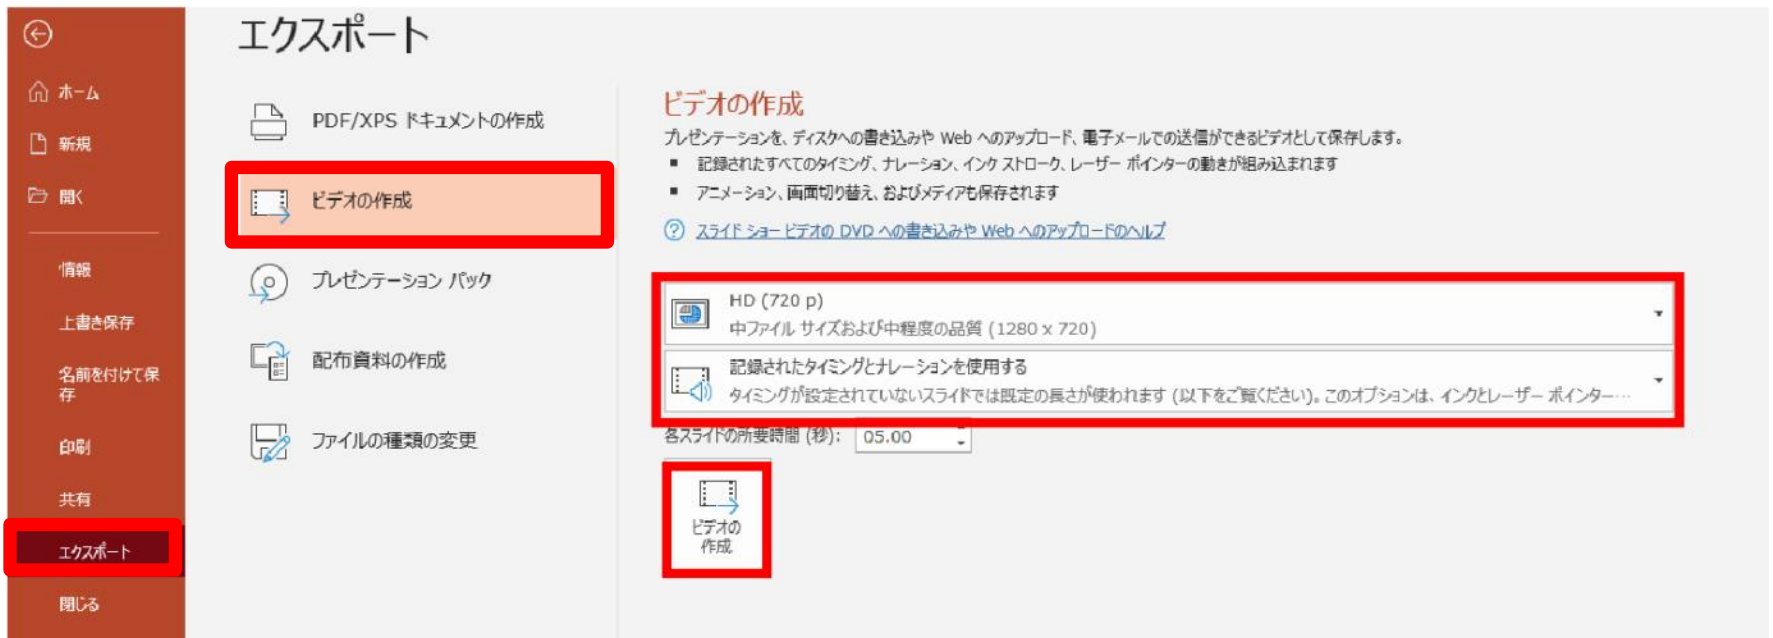 エクスポート
ホーム
新規
開く
情報
上書き保存
名前を付けて保
存
印刷
共有
エクスポート
閉じる
PDF/XPS ドキュメントの作成
ビデオの作成
プレゼンテーション パック
配布資料の作成
ファイルの種類の変更
ビデオの作成
プレゼンテーションを、ディスクへの書き込みや Web へのアップロード、電子メールでの送信ができるビデオとして保存します。
■ 記録されたすべてのタイミング、ナレーション、インク ストローク、レーザー ポインターの動きが組み込まれます
■ アニメーション、画面切り替え、およびメディアも保存されます
スライド ショー ビデオの DVD への書き込みや Web へのアップロードのヘルプ
HD (720 p)
中ファイル サイズおよび中程度の品質 (1280 x 720)
記録されたタイミングとナレーションを使用する
タイミングが設定されていないスライドでは既定の長さが使われます (以下をご覧ください)。このオプションは、インクとレーザー ポインター…
各スライドの所要時間 (秒): 05.00
ビデオの
作成